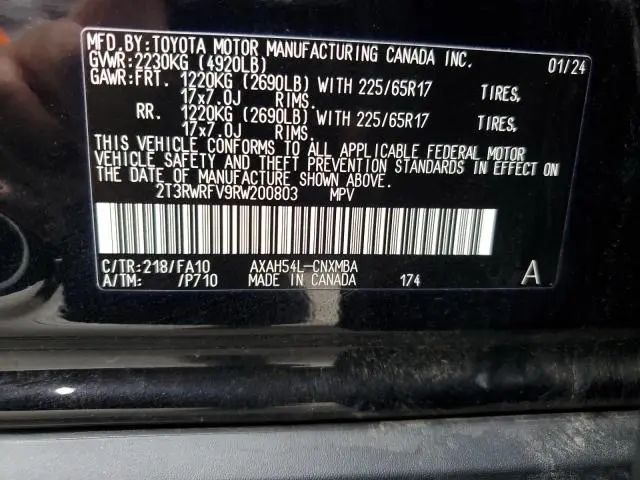 MFD.BY:TOYOTA MOTOR MANUFACTURING CANADA INC. 01/24
GVWR:2230KG (4920LB)
GAWR:FRT. 1220KG (2690LB) WITH 225/65R17 TIRES,
17x7.0J RIMS.
RR. 1220KG (2690LB) WITH 225/65R17 TIRES,
17x7.0J RIMS.
THIS VEHICLE CONFORMS TO ALL APPLICABLE FEDERAL MOTOR
VEHICLE SAFETY AND THEFT PREVENTION STANDARDS IN EFFECT ON
THE DATE OF MANUFACTURE SHOWN ABOVE.
2T3RWRFV9RW200803 MPV
C/TR:218/FA10 AXAH54L-CNXMBA
A/TM: /P710 MADE IN CANADA 174 A